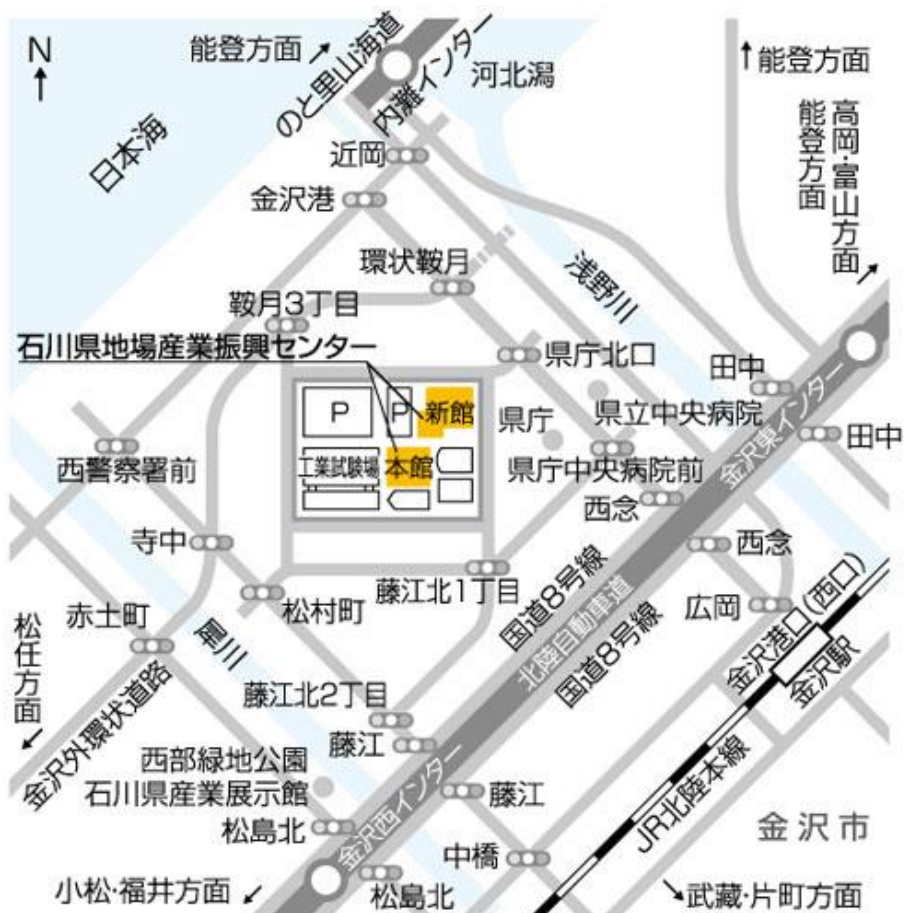 N
能登方面
のと里山海道
内灘インター
河北潟
能登方面
高岡・富山方面
能登方面
日本海
近岡
金沢港
環状鞍月
浅野川
鞍月3丁目
石川県地場産業振興センター
県庁北口
田中
P
P
新館
県庁
県立中央病院
金沢東インター
田中
西警察署前
工業試験場
本館
県庁中央病院前
西念
寺中
西念
藤江北1丁目
国道8号線
北陸自動車道
国道8号線
広岡
松村町
赤土町
松任方面
犀川
金沢港口(西口)
金沢駅
藤江北2丁目
金沢外環状道路
藤江
西部緑地公園
石川県産業展示館
藤江
JR北陸本線
松島北
金沢西インター
中橋
金沢市
小松・福井方面
松島北
武蔵・片町方面